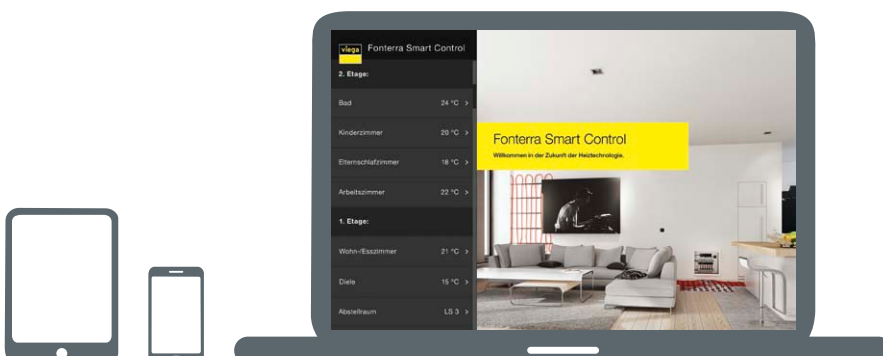 viega Fonterra Smart Control
2. Etage:
Bad 24 °C >
Kinderzimmer 20 °C >
Elternschlafzimmer 18 °C >
Arbeitszimmer 22 °C >
1. Etage:
Wohn-/Esszimmer 21 °C >
Diele 15 °C >
Abstellraum LS 3 >
Fonterra Smart Control
Willkommen in der Zukunft der Heiztechnologie.